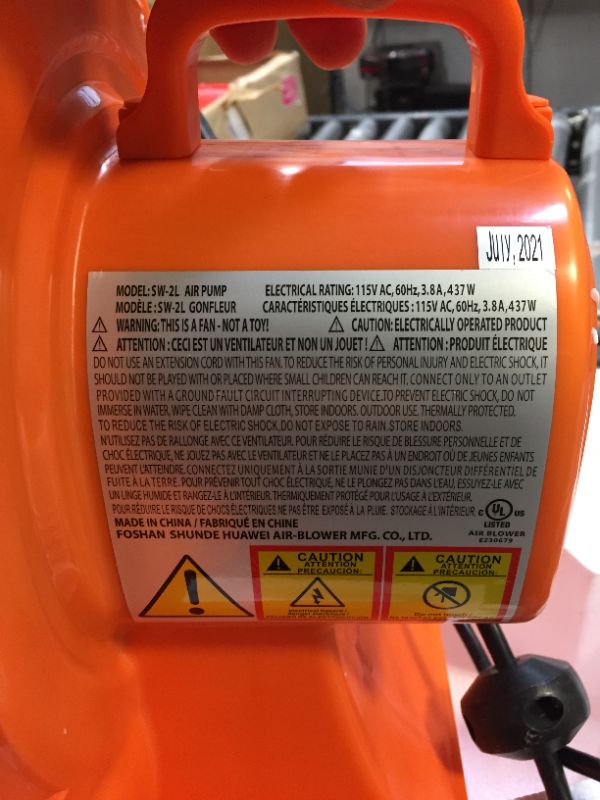 July, 2021
MODEL: SW-2L AIR PUMP ELECTRICAL RATING: 115V AC, 60Hz, 3.8A, 437W
MODÈLE: SW-2L GONFLEUR CARACTÉRISTIQUES ÉLECTRIQUES : 115V AC, 60Hz, 3.8A, 437W
WARNING: THIS IS A FAN - NOT A TOY! CAUTION: ELECTRICALLY OPERATED PRODUCT
ATTENTION : CECI EST UN VENTILATEUR ET NON UN JOUET ! ATTENTION : PRODUIT ÉLECTRIQUE
DO NOT USE AN EXTENSION CORD WITH THIS FAN. TO REDUCE THE RISK OF PERSONAL INJURY AND ELECTRIC SHOCK, IT
SHOULD NOT BE PLAYED WITH OR PLACED WHERE SMALL CHILDREN CAN REACH IT. CONNECT ONLY TO AN OUTLET
PROVIDED WITH A GROUND FAULT CIRCUIT INTERRUPTING DEVICE.TO PREVENT ELECTRIC SHOCK, DO NOT
IMMERSE IN WATER, WIPE CLEAN WITH DAMP CLOTH, STORE INDOORS. OUTDOOR USE. THERMALLY PROTECTED.
TO REDUCE THE RISK OF ELECTRIC SHOCK.DO NOT EXPOSE TO RAIN STORE INDOORS.
N'UTILISEZ PAS DE RALLONGE AVEC CE VENTILATEUR. POUR RÉDUIRE LE RISQUE DE BLESSURE PERSONNELLE ET DE
CHOC ÉLECTRIQUE, NE JOUEZ PAS AVEC LE VENTILATEUR ET NE LE PLACEZ PAS À UN ENDROIT OÙ DE JEUNES ENFANTS
PEUVENT L'ATTEINDRE. CONNECTEZ UNIQUEMENT À LA SORTIE MUNIE D'UN DISJONCTEUR DIFFÉRENTIEL DE
FUITE À LA TERRE. POUR PRÉVENIR TOUT CHOC ÉLECTRIQUE, NE LE PLONGEZ PAS DANS L'EAU, ESSUYEZ-LE AVEC
UN LINGE HUMIDE ET RANGEZ-LE À L'INTÉRIEUR. THERMIQUEMENT PROTÉGÉ POUR L'USAGE À L'EXTÉRIEUR.
POUR RÉDUIRE LE RISQUE DE CHOCS ÉLECTRIQUES NE PAS ÊTRE EXPOSÉ À LA PLUIE. STOCKAGE À L'INTÉRIEUR.
C UL US
LISTED
MADE IN CHINA / FABRIQUÉ EN CHINE
AIR BLOWER
FOSHAN SHUNDE HUAWEI AIR-BLOWER MFG. CO., LTD.
E230679
CAUTION
ATTENTION
PRECAUCIÓN:
electrical hazard /
danger électrique /
CAUTION
ATTENTION
PRECAUCIÓN:
Do not touch /